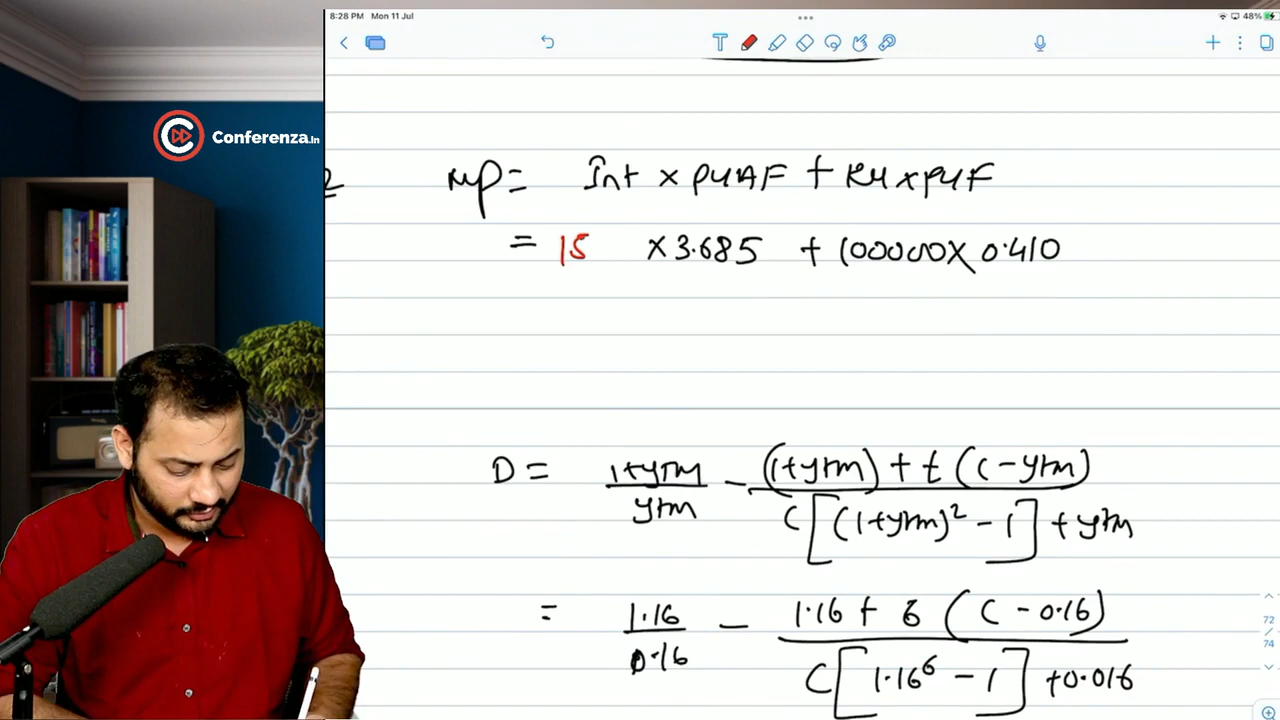 8:28 PM Mon 11 Jul
48%
Conferenza.In
2 MP = Int × PVAF + RV × PVF
= 15 × 3.685 + 100000 × 0.410
D = 1+ytm / ytm - (1+ytm) + t (c - ytm) / C[(1+ytm)² - 1] + ytm
= 1.16 / 0.16 - 1.16 + 6 (C - 0.16) / C[1.16⁶ - 1] + 0.016
72
/
74